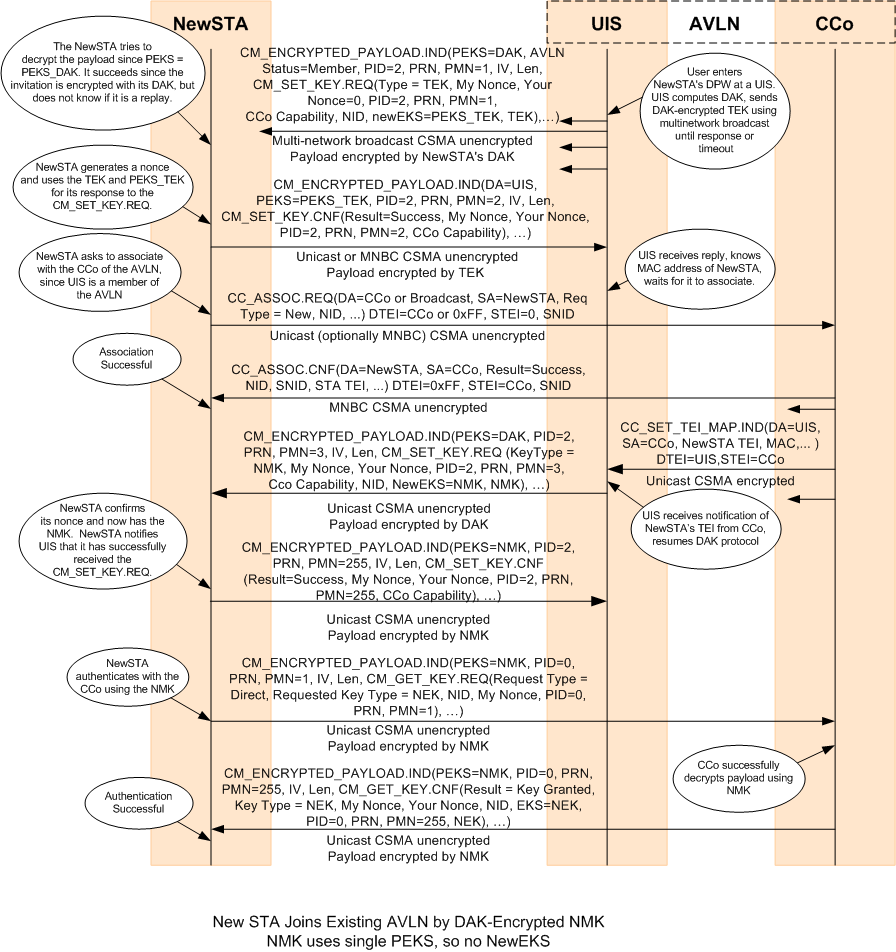 NewSTA
UIS
AVLN
CCo
The NewSTA tries to
decrypt the payload since PEKS =
PEKS_DAK. It succeeds since the
invitation is encrypted with its DAK, but
does not know if it is a replay.
CM_ENCRYPTED_PAYLOAD.IND(PEKS=DAK, AVLN
Status=Member, PID=2, PRN, PMN=1, IV, Len,
CM_SET_KEY.REQ(Type = TEK, My Nonce, Your
Nonce=0, PID=2, PRN, PMN=1,
CCo Capability, NID, newEKS=PEKS_TEK, TEK),…)
Multi-network broadcast CSMA unencrypted
Payload encrypted by NewSTA's DAK
User enters
NewSTA's DPW at a UIS.
UIS computes DAK, sends
DAK-encrypted TEK using
multinetwork broadcast
until response or
timeout
NewSTA generates a nonce
and uses the TEK and PEKS_TEK
for its response to the
CM_SET_KEY.REQ.
CM_ENCRYPTED_PAYLOAD.IND(DA=UIS,
PEKS=PEKS_TEK, PID=2, PRN, PMN=2, IV, Len,
CM_SET_KEY.CNF(Result=Success, My Nonce, Your Nonce,
PID=2, PRN, PMN=2, CCo Capability), …)
Unicast or MNBC CSMA unencrypted
Payload encrypted by TEK
UIS receives reply, knows
MAC address of NewSTA,
waits for it to associate.
NewSTA asks to associate
with the CCo of the AVLN,
since UIS is a member of
the AVLN
CC_ASSOC.REQ(DA=CCo or Broadcast, SA=NewSTA, Req
Type = New, NID, ...) DTEI=CCo or 0xFF, STEI=0, SNID
Unicast (optionally MNBC) CSMA unencrypted
Association
Successful
CC_ASSOC.CNF(DA=NewSTA, SA=CCo, Result=Success,
NID, SNID, STA TEI, ...) DTEI=0xFF, STEI=CCo, SNID
MNBC CSMA unencrypted
CC_SET_TEI_MAP.IND(DA=UIS,
SA=CCo, NewSTA TEI, MAC,... )
DTEI=UIS,STEI=CCo
Unicast CSMA encrypted
CM_ENCRYPTED_PAYLOAD.IND(PEKS=DAK, PID=2,
PRN, PMN=3, IV, Len, CM_SET_KEY.REQ (KeyType =
NMK, My Nonce, Your Nonce, PID=2, PRN, PMN=3,
Cco Capability, NID, NewEKS=NMK, NMK), …)
Unicast CSMA unencrypted
Payload encrypted by DAK
UIS receives notification of
NewSTA's TEI from CCo,
resumes DAK protocol
NewSTA confirms
its nonce and now has the
NMK. NewSTA notifies
UIS that it has successfully
received the
CM_SET_KEY.REQ.
CM_ENCRYPTED_PAYLOAD.IND(PEKS=NMK, PID=2,
PRN, PMN=255, IV, Len, CM_SET_KEY.CNF
(Result=Success, My Nonce, Your Nonce, PID=2, PRN,
PMN=255, CCo Capability), …)
Unicast CSMA unencrypted
Payload encrypted by NMK
NewSTA
authenticates with the
CCo using the NMK
CM_ENCRYPTED_PAYLOAD.IND(PEKS=NMK, PID=0,
PRN, PMN=1, IV, Len, CM_GET_KEY.REQ(Request Type =
Direct, Requested Key Type = NEK, NID, My Nonce, PID=0,
PRN, PMN=1), …)
Unicast CSMA unencrypted
Payload encrypted by NMK
CCo successfully
decrypts payload using
NMK
Authentication
Successful
CM_ENCRYPTED_PAYLOAD.IND(PEKS=NMK, PID=0, PRN,
PMN=255, IV, Len, CM_GET_KEY.CNF(Result = Key Granted,
Key Type = NEK, My Nonce, Your Nonce, NID, EKS=NEK,
PID=0, PRN, PMN=255, NEK), …)
Unicast CSMA unencrypted
Payload encrypted by NMK
New STA Joins Existing AVLN by DAK-Encrypted NMK
NMK uses single PEKS, so no NewEKS